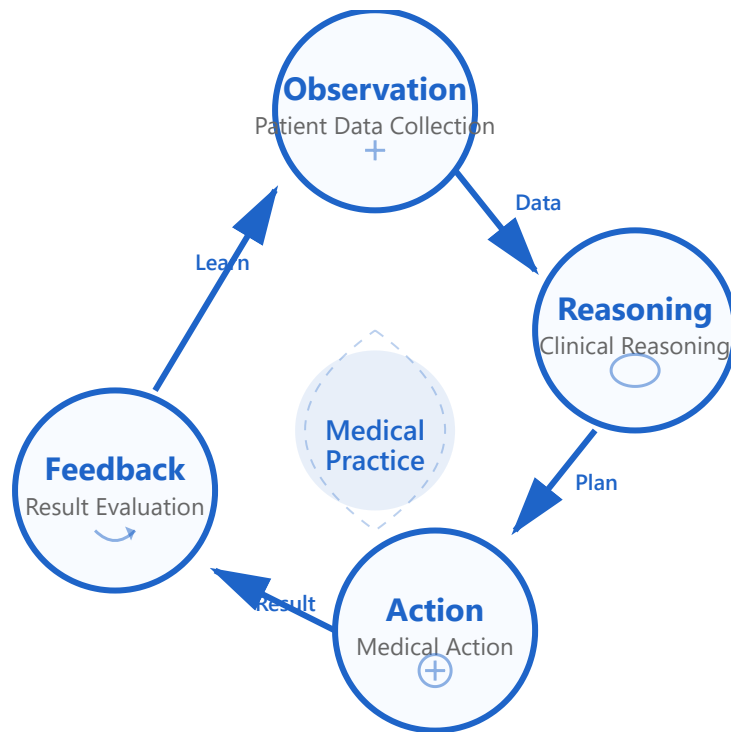 Observation
Patient Data Collection
Data
Learn
Reasoning
Clinical Reasoning
Medical
Practice
Feedback
Result Evaluation
Plan
Result
Action
Medical Action